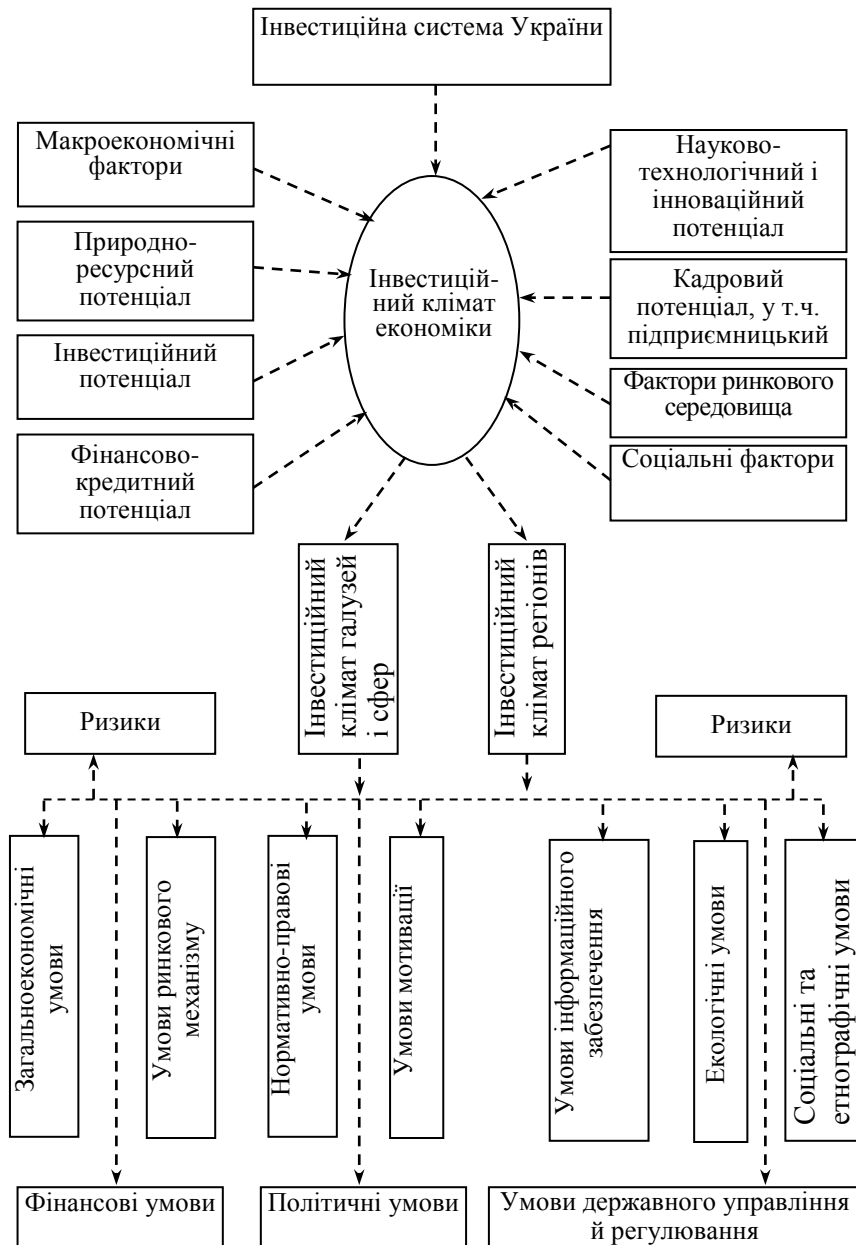 Інвестиційна система України
Макроекономічні
фактори
Природно-
ресурсний
потенціал
Інвестиційний
потенціал
Фінансово-
кредитний
потенціал
Інвестицій-
ний клімат
економіки
Науково-
технологічний і
інноваційний
потенціал
Кадровий
потенціал, у т.ч.
підприємницький
Фактори ринкового
середовища
Соціальні фактори
Інвестиційний
клімат галузей
і сфер
Інвестиційний
клімат регіонів
Ризики
Ризики
Загальноекономічні
умови
Умови ринкового
механізму
Нормативно-правові
умови
Умови мотивації
Умови інформаційного
забезпечення
Екологічні умови
Соціальні та
етнографічні умови
Фінансові умови
Політичні умови
Умови державного управління
й регулювання